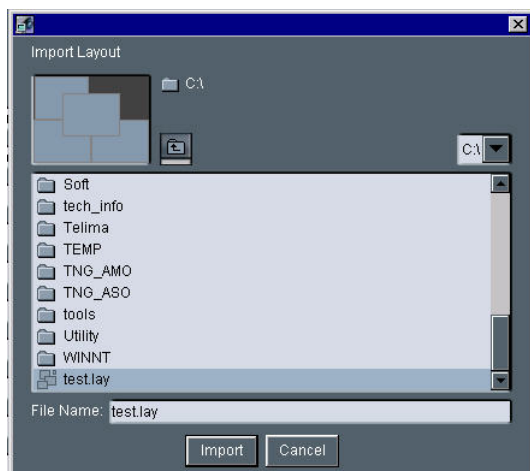 Import Layout
C:\
C:\
Soft
tech_info
Telima
TEMP
TNG_AMO
TNG_ASO
tools
Utility
WINNT
test.lay
File Name: test.lay
Import Cancel